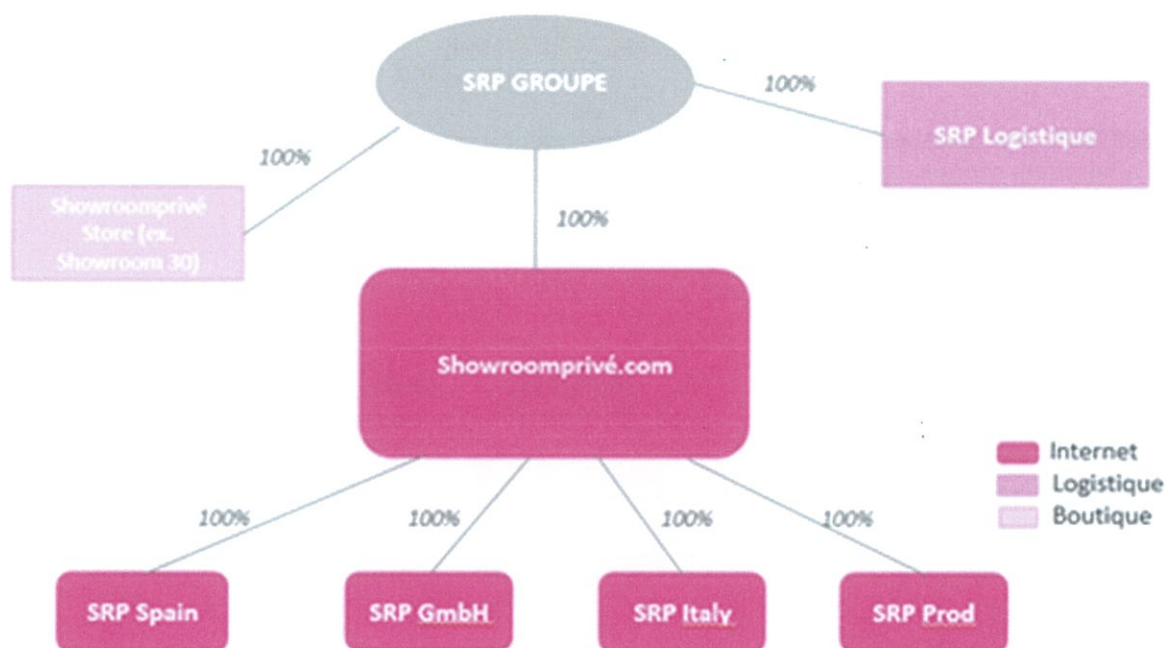 SRP GROUPE
100%
SRP Logistique
100%
Showroomprivé
Store (ex.
Showroom 30)
100%
Showroomprivé.com
Internet
Logistique
Boutique
100%
100%
100%
100%
SRP Spain
SRP GmbH
SRP Italy
SRP Prod